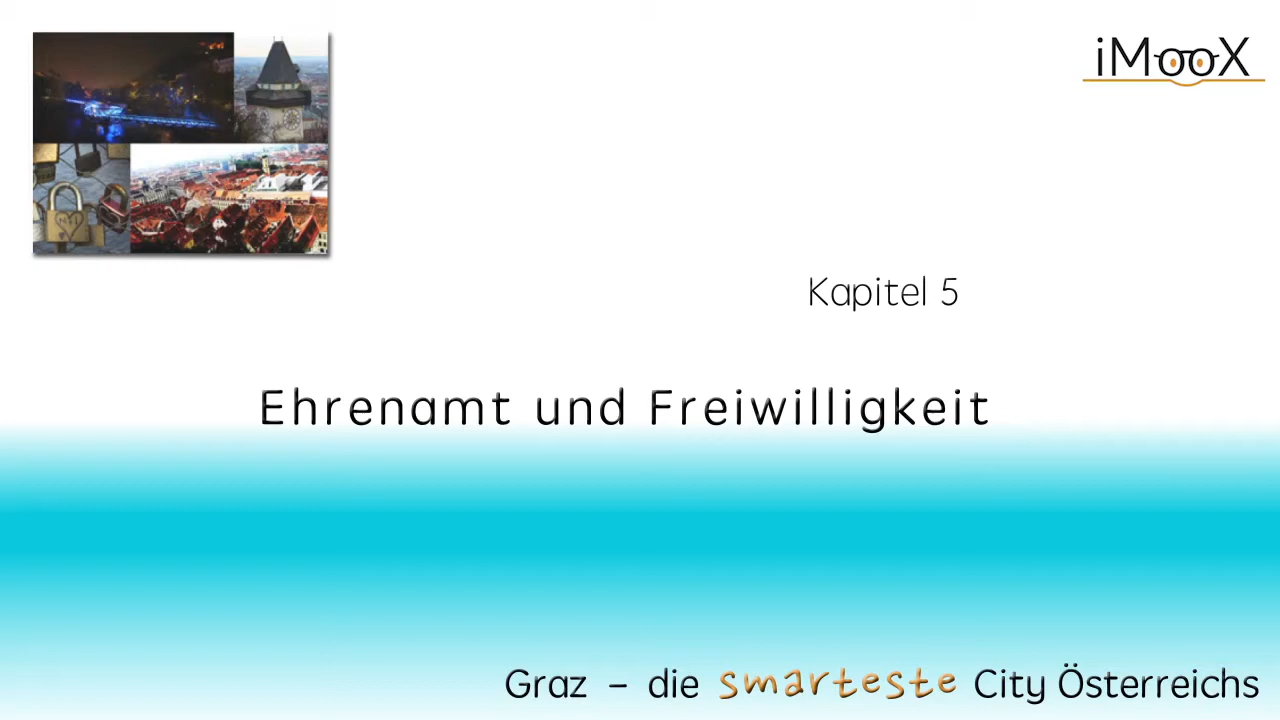 iMooX
Kapitel 5
Ehrenamt und Freiwilligkeit
Graz – die smarteste City Österreichs